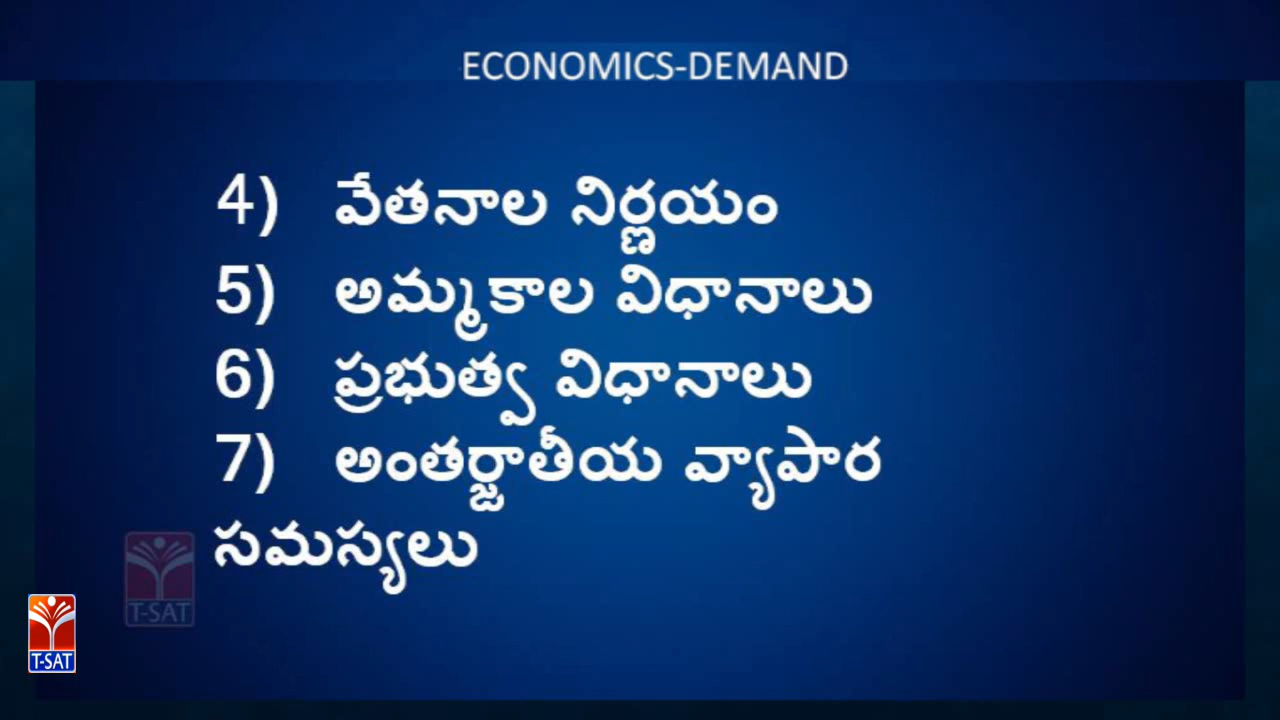 ECONOMICS-DEMAND
4) వేతనాల నిర్ణయం
5) అమ్మకాల విధానాలు
6) ప్రభుత్వ విధానాలు
7) అంతర్జాతీయ వ్యాపార
సమస్యలు
T-SAT
T-SAT